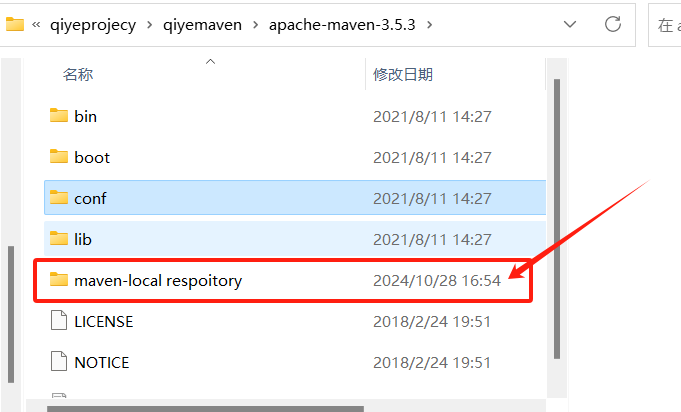 « qiyeprojecy > qiyemaven > apache-maven-3.5.3 > 在 a
名称 修改日期
bin 2021/8/11 14:27
boot 2021/8/11 14:27
conf 2021/8/11 14:27
lib 2021/8/11 14:27
maven-local respoitory 2024/10/28 16:54
LICENSE 2018/2/24 19:51
NOTICE 2018/2/24 19:51